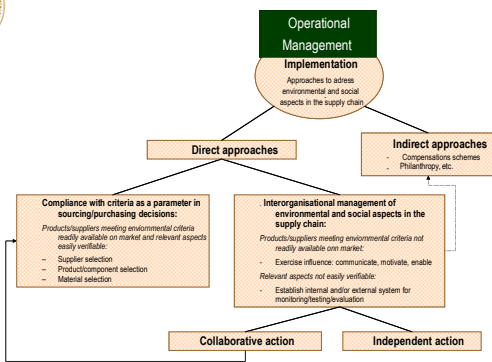 Operational
Management
Implementation
Approaches to adress
environmental and social
aspects in the supply chain
Direct approaches
Indirect approaches
- Compensations schemes
- Philanthropy, etc.
Compliance with criteria as a parameter in
sourcing/purchasing decisions:
Products/suppliers meeting enviornmental criteria
readily available on market and relevant aspects
easily verifiable:
– Supplier selection
– Product/component selection
– Material selection
Interorganisational management of
environmental and social aspects in the
supply chain:
Products/suppliers meeting enviornmental criteria not
readily available onn market:
- Exercise influence: communicate, motivate, enable
Relevant aspects not easily verifiable:
- Establish internal and/or external system for
monitoring/testing/evaluation
Collaborative action
Independent action